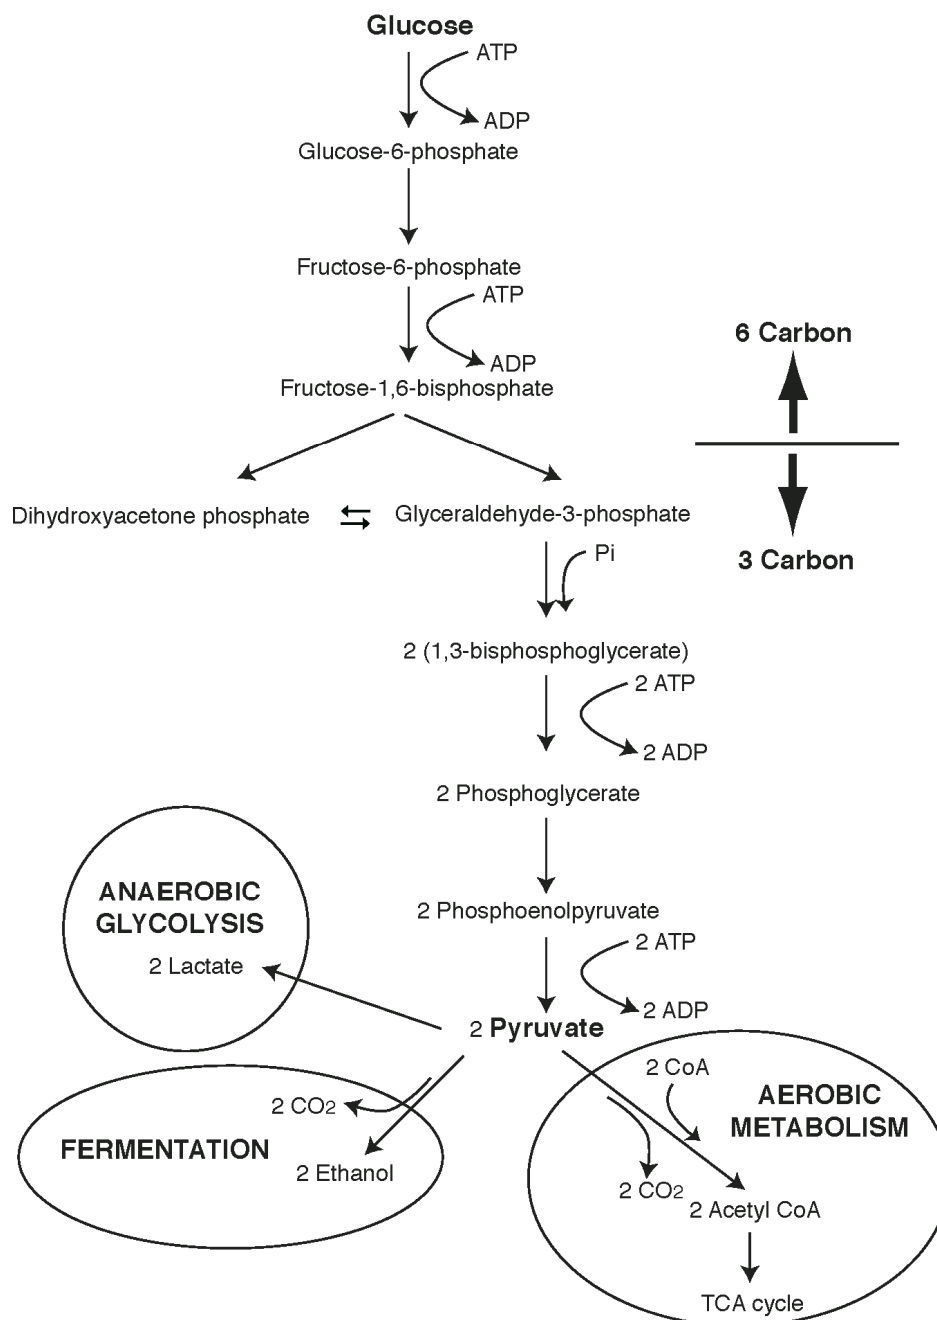 Glucose
ATP
ADP
Glucose-6-phosphate
Fructose-6-phosphate
ATP
ADP
Fructose-1,6-bisphosphate
6 Carbon
3 Carbon
Dihydroxyacetone phosphate
Glyceraldehyde-3-phosphate
Pi
2 (1,3-bisphosphoglycerate)
2 ATP
2 ADP
2 Phosphoglycerate
2 Phosphoenolpyruvate
2 ATP
2 ADP
2 Pyruvate
ANAEROBIC
GLYCOLYSIS
2 Lactate
2 CO2
FERMENTATION
2 Ethanol
2 CoA
AEROBIC
METABOLISM
2 CO2
2 Acetyl CoA
TCA cycle